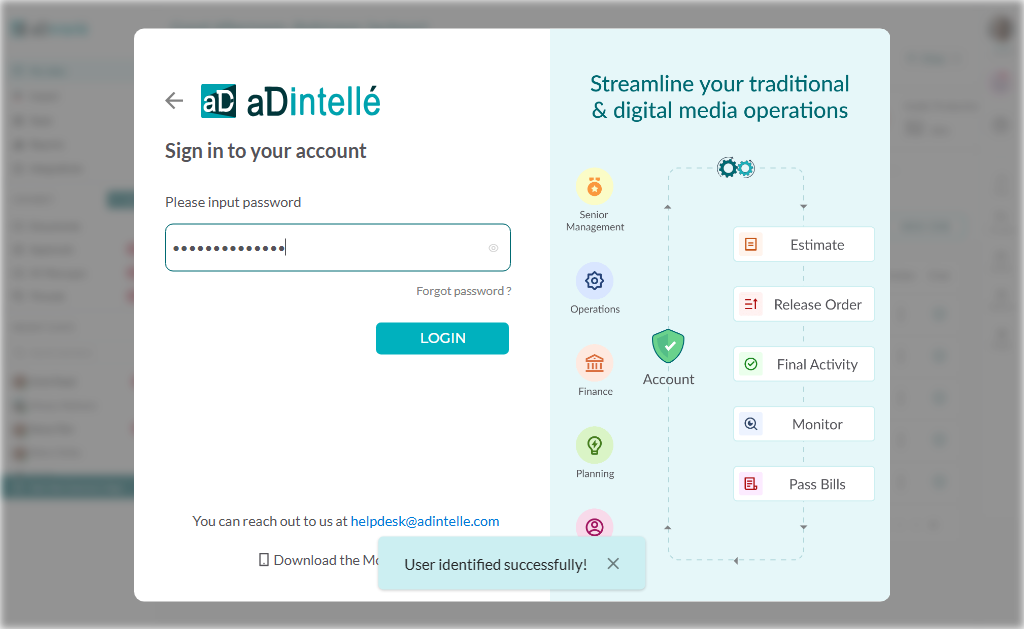 aD aDintellé
Sign in to your account
Please input password
••••••••••••••
Forgot password ?
LOGIN
You can reach out to us at helpdesk@adintelle.com
Download the Mo
User identified successfully!
Streamline your traditional
& digital media operations
Senior
Management
Operations
Finance
Planning
Account
Estimate
Release Order
Final Activity
Monitor
Pass Bills